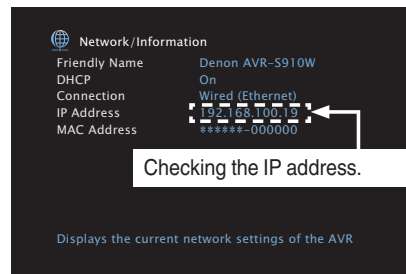 Network/Information
Friendly Name Denon AVR-S910W
DHCP On
Connection Wired (Ethernet)
IP Address 192.168.100.19
MAC Address ******-000000
Checking the IP address.
Displays the current network settings of the AVR